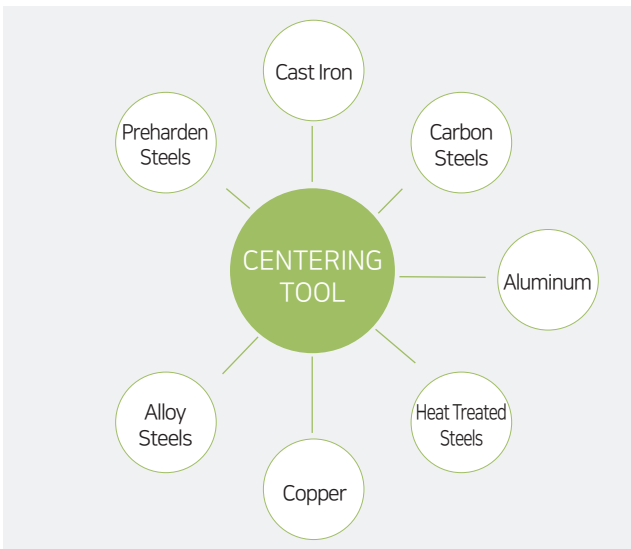 Cast Iron
Preharden
Steels
Carbon
Steels
CENTERING
TOOL
Aluminum
Alloy
Steels
Heat Treated
Steels
Copper